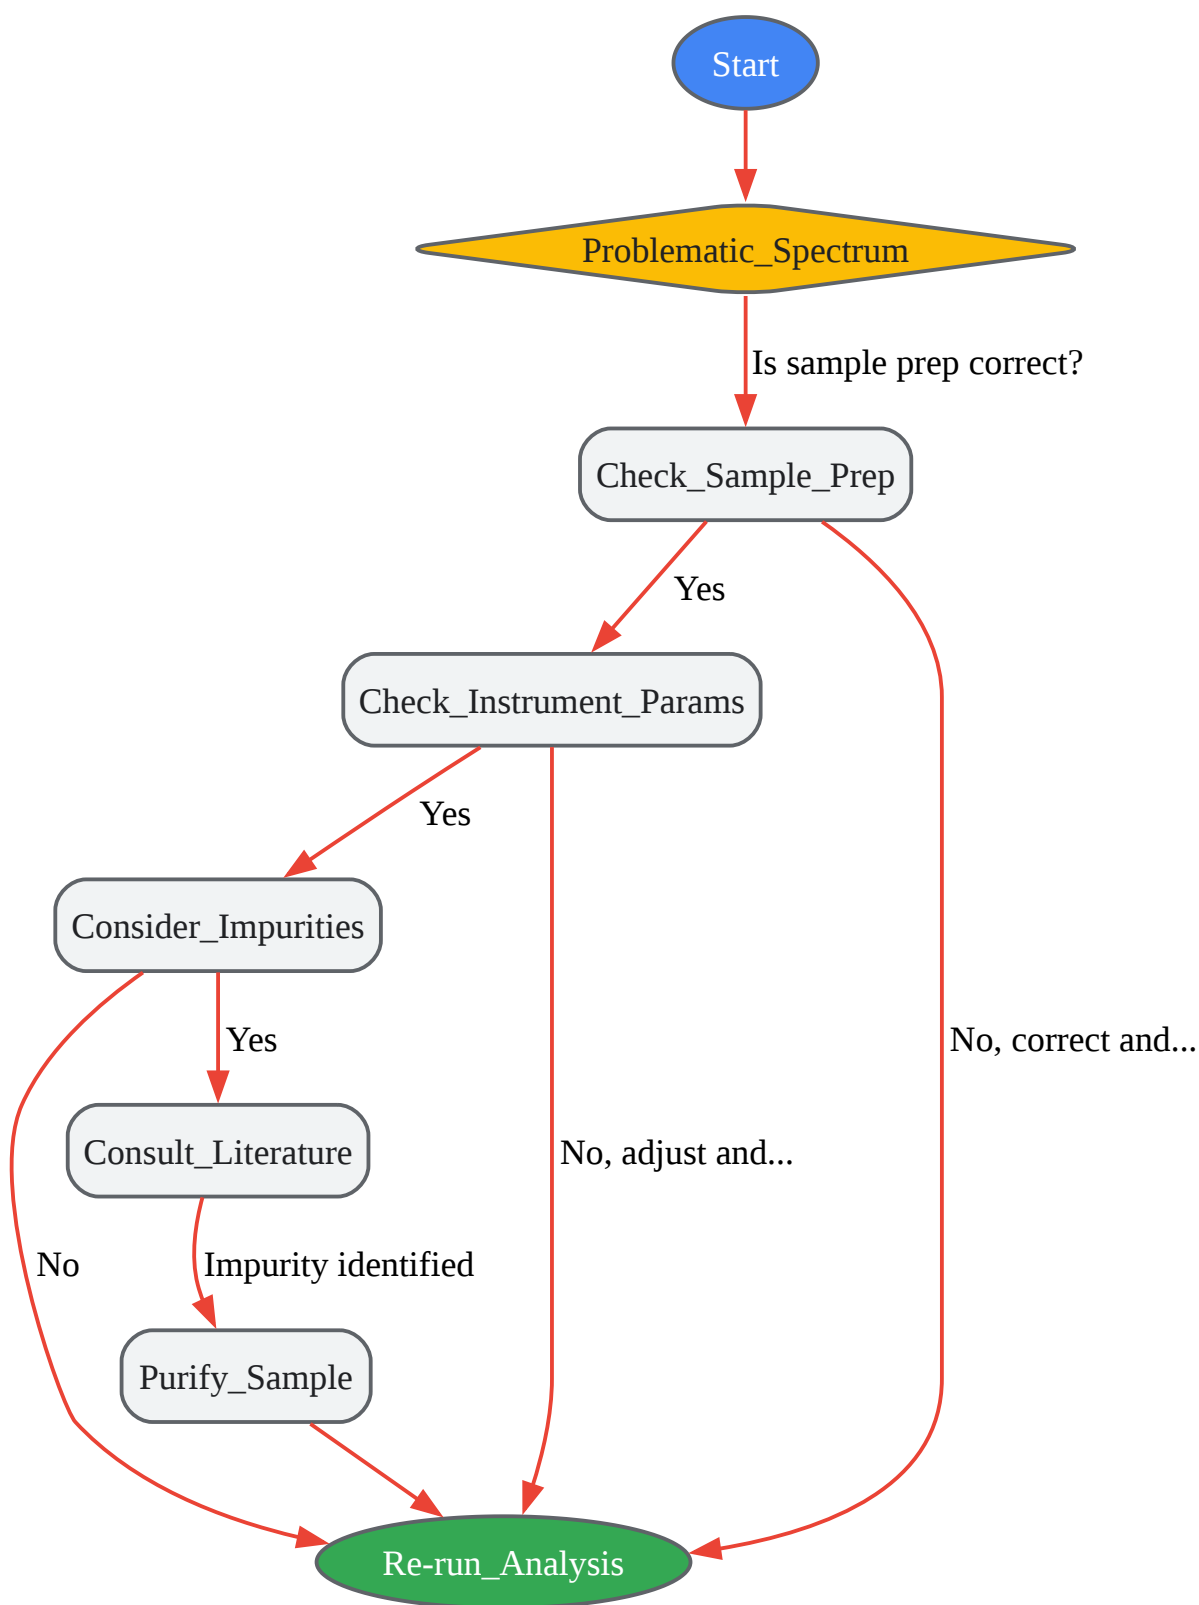 Start
Problematic_Spectrum
Is sample prep correct?
Check_Sample_Prep
Yes
Check_Instrument_Params
Yes
Consider_Impurities
Yes
No, correct and...
Consult_Literature
No, adjust and...
No
Impurity identified
Purify_Sample
Re-run_Analysis